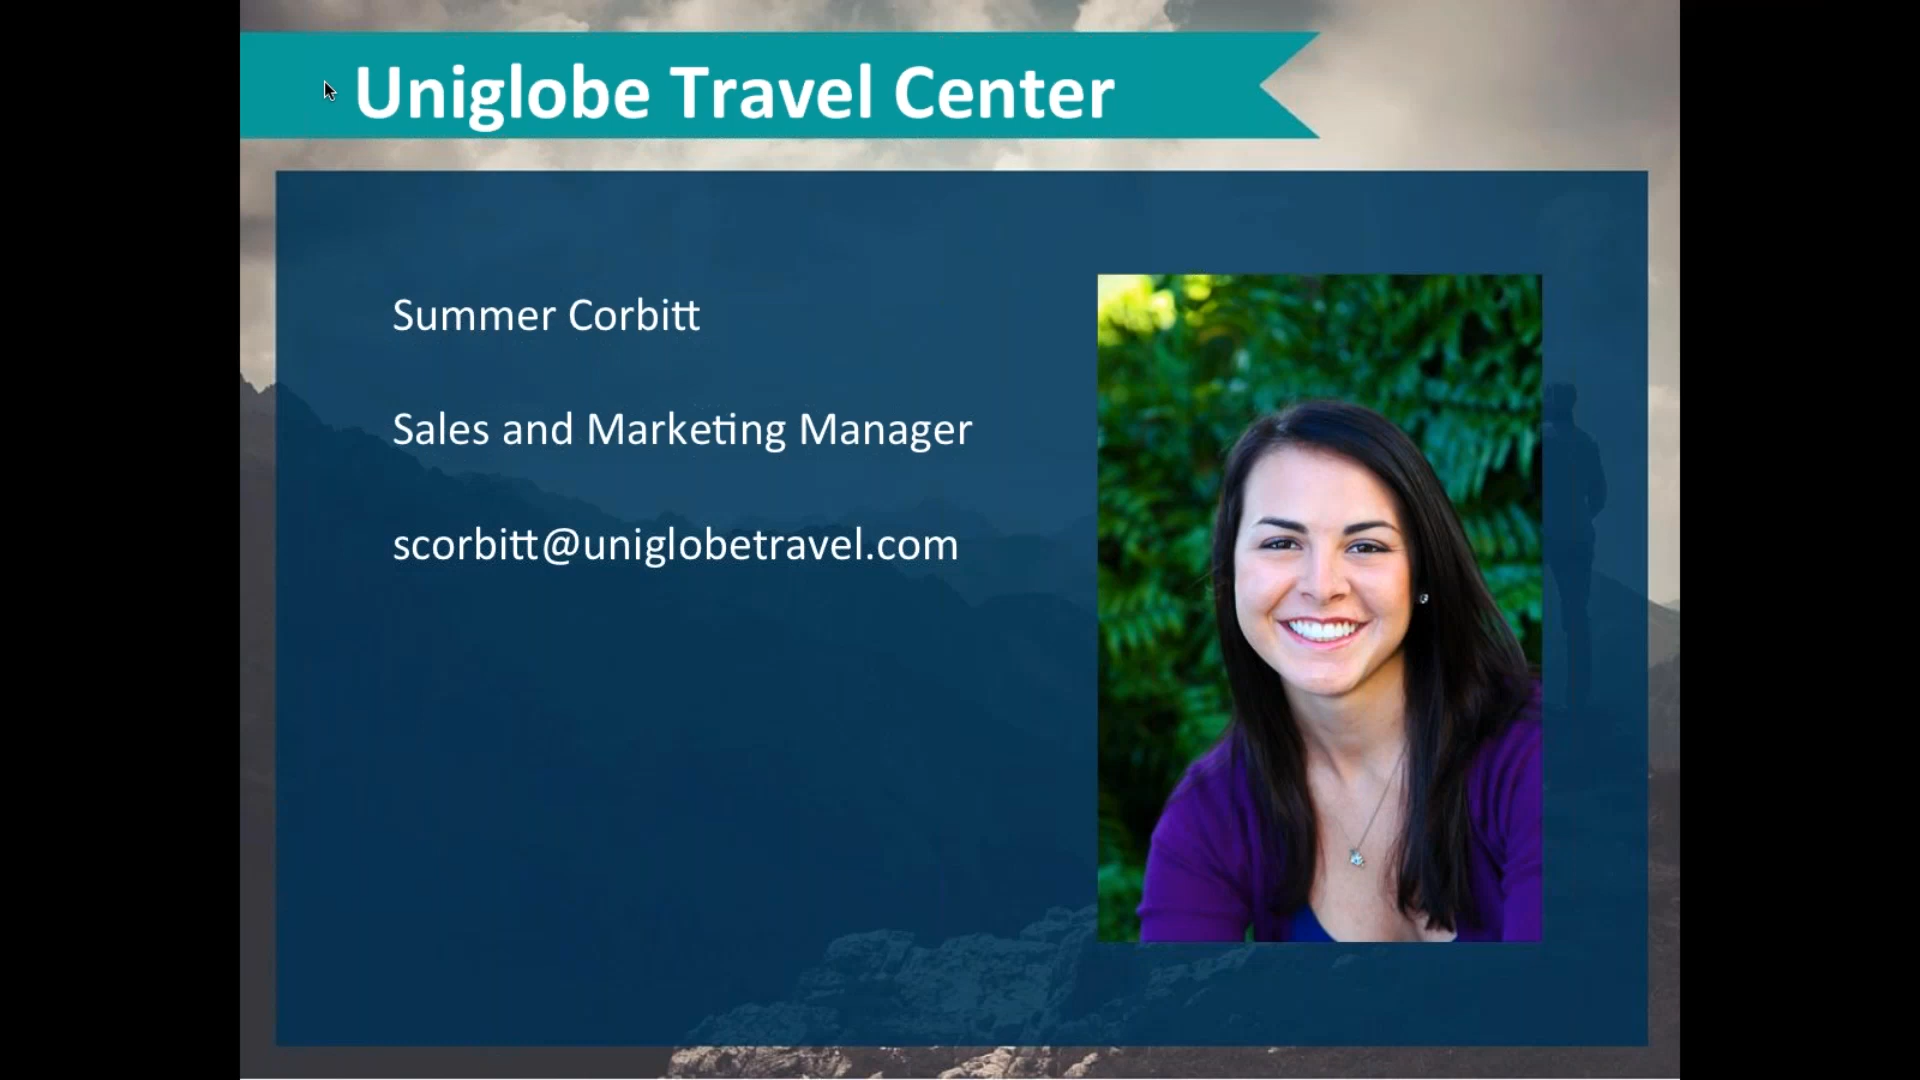 Uniglobe Travel Center
Summer Corbitt
Sales and Marketing Manager
scorbitt@uniglobetravel.com